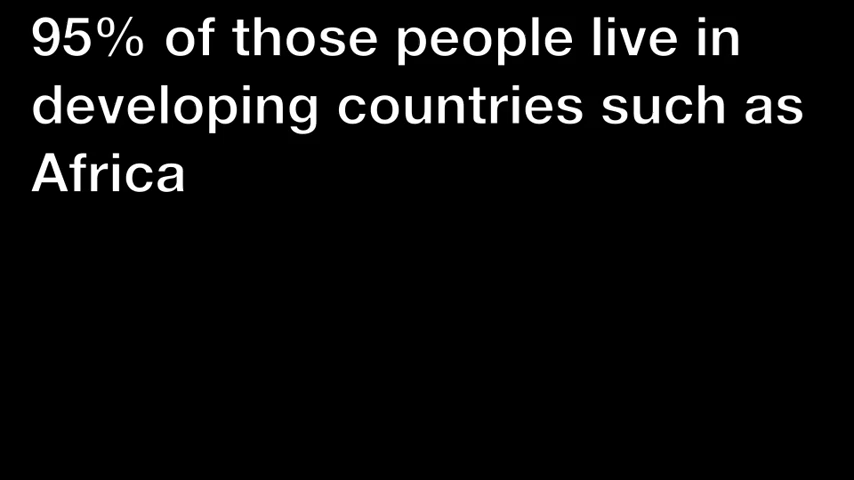 95% of those people live in
developing countries such as
Africa